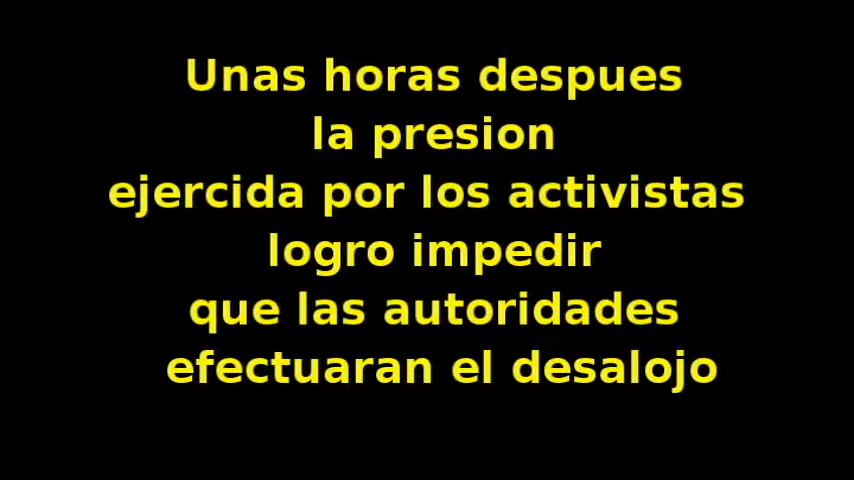 Unas horas despues
la presion
ejercida por los activistas
logro impedir
que las autoridades
efectuaran el desalojo